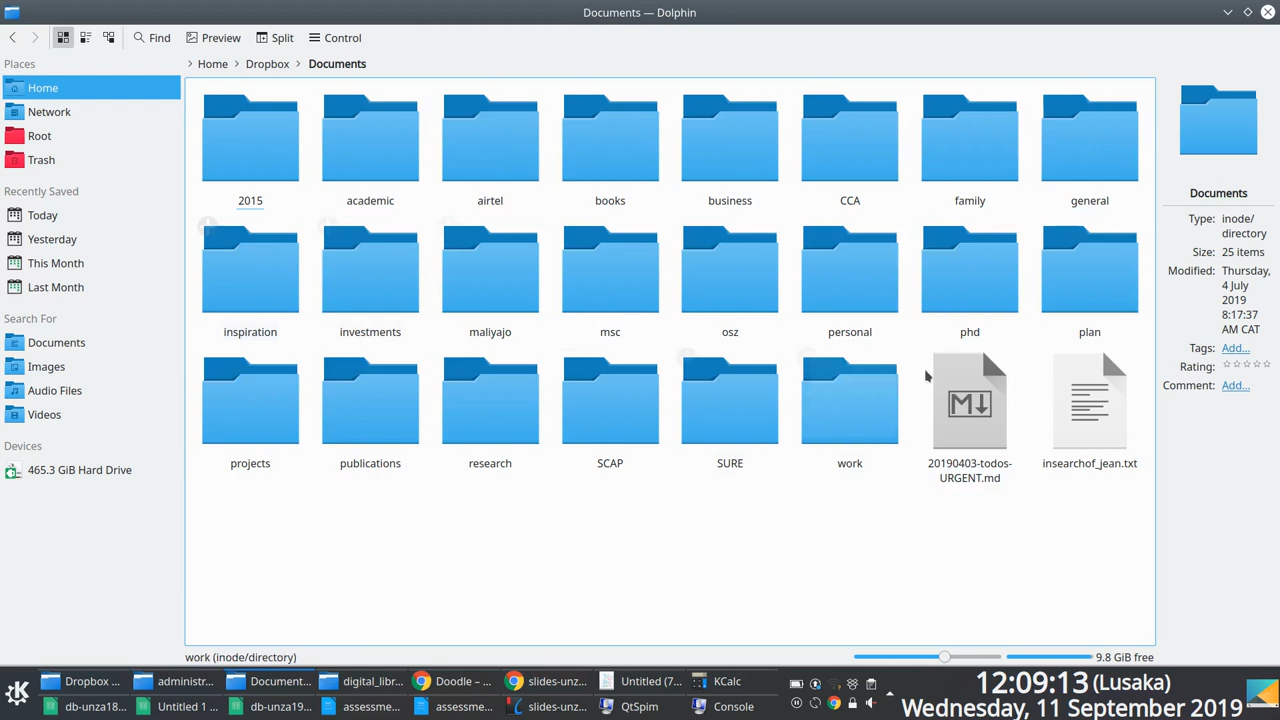 Documents — Dolphin
Find Preview Split Control
Places
Home
Network
Root
Trash
Recently Saved
Today
Yesterday
This Month
Last Month
Search For
Documents
Images
Audio Files
Videos
Devices
465.3 GiB Hard Drive
Home Dropbox Documents
2015 academic airtel books business CCA family general
inspiration investments maliyajo msc osz personal phd plan
projects publications research SCAP SURE work 20190403-todos-
URGENT.md insearchof_jean.txt
M
Documents
Type: inode/
directory
Size: 25 items
Modified: Thursday,
4 July
2019
8:17:37
AM CAT
Tags: Add...
Rating:
Comment: Add...
work (inode/directory)
9.8 GiB free
Dropbox ... administr... Document... digital_libr... Doodle – ... slides-unz... Untitled (7... KCalc
db-unza18... Untitled 1 ... db-unza19... assessme... assessme... slides-unz... QtSpim Console
12:09:13 (Lusaka)
Wednesday, 11 September 2019